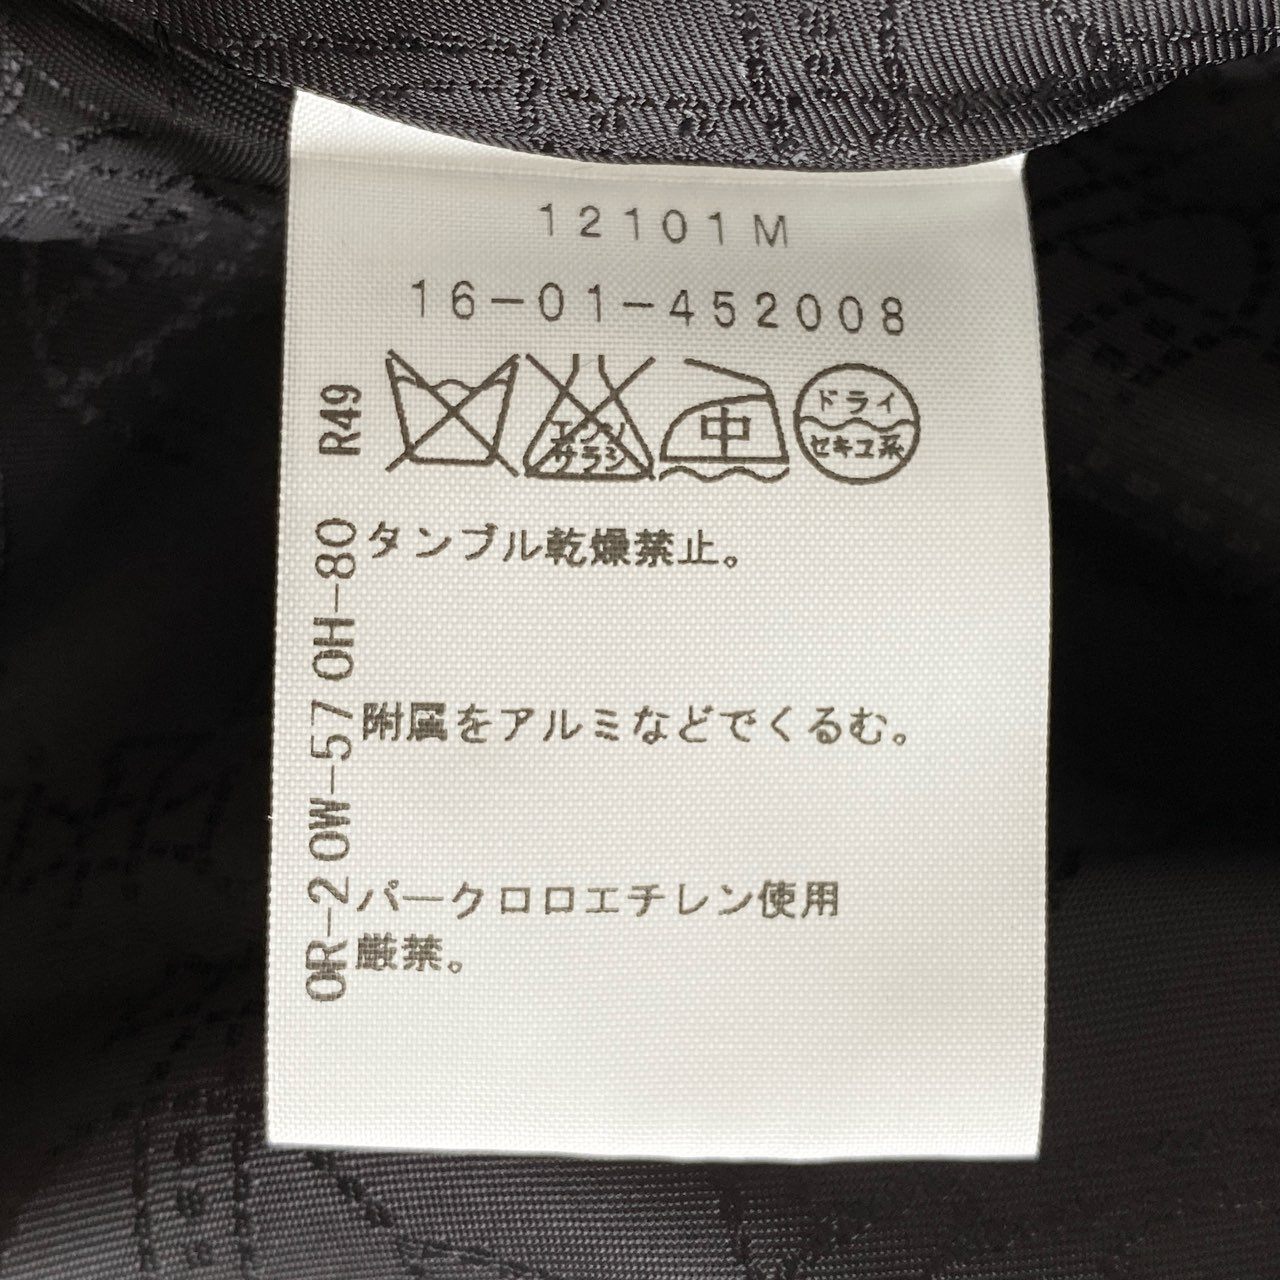 12101M
16-01-452008
エンソ
サラシ
中
ドライ
セキユ系
タンブル乾燥禁止。
附属をアルミなどでくるむ。
パークロロエチレン使用
厳禁。
OR-20W-570H-80 R49